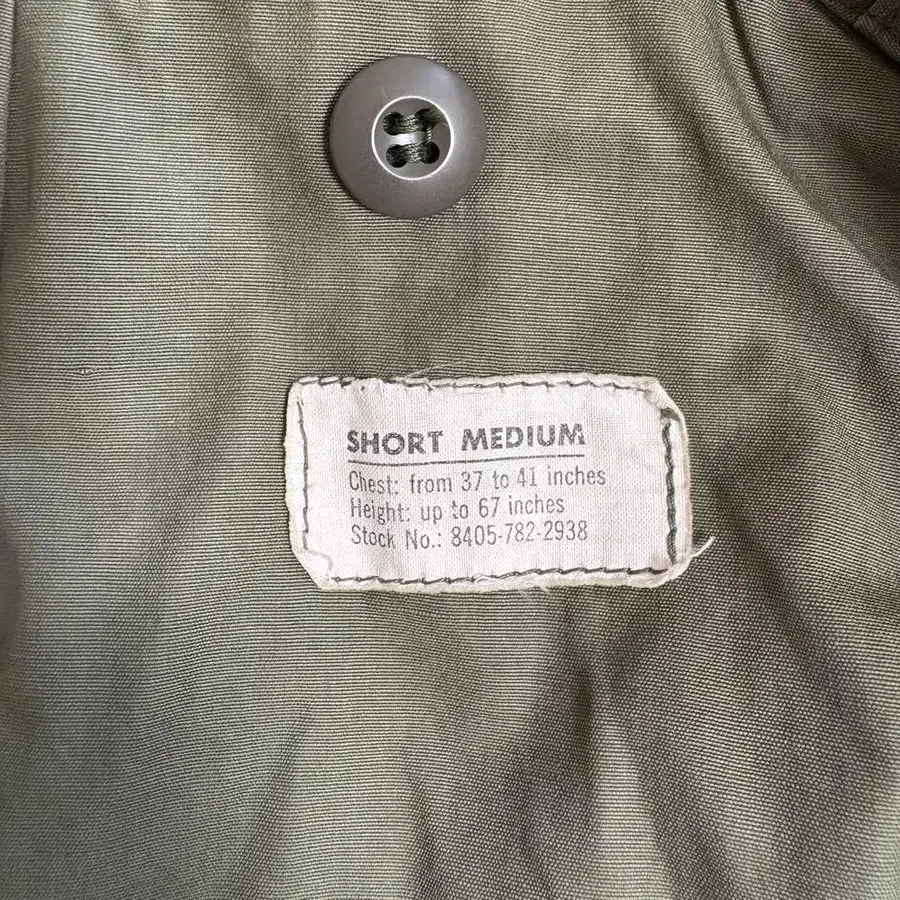 SHORT MEDIUM
Chest: from 37 to 41 inches
Height: up to 67 inches
Stock No.: 8405-782-2938